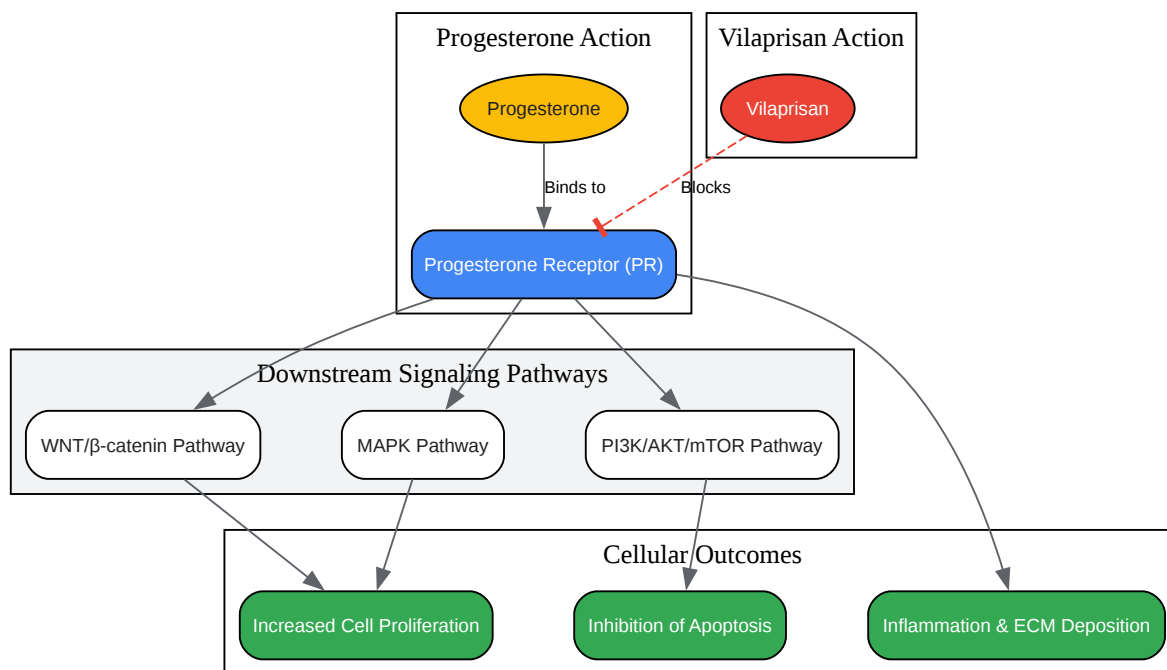 Progesterone Action
Vilaprisan Action
Progesterone
Vilaprisan
Binds to
Blocks
Progesterone Receptor (PR)
Downstream Signaling Pathways
WNT/β-catenin Pathway
MAPK Pathway
PI3K/AKT/mTOR Pathway
Cellular Outcomes
Increased Cell Proliferation
Inhibition of Apoptosis
Inflammation & ECM Deposition